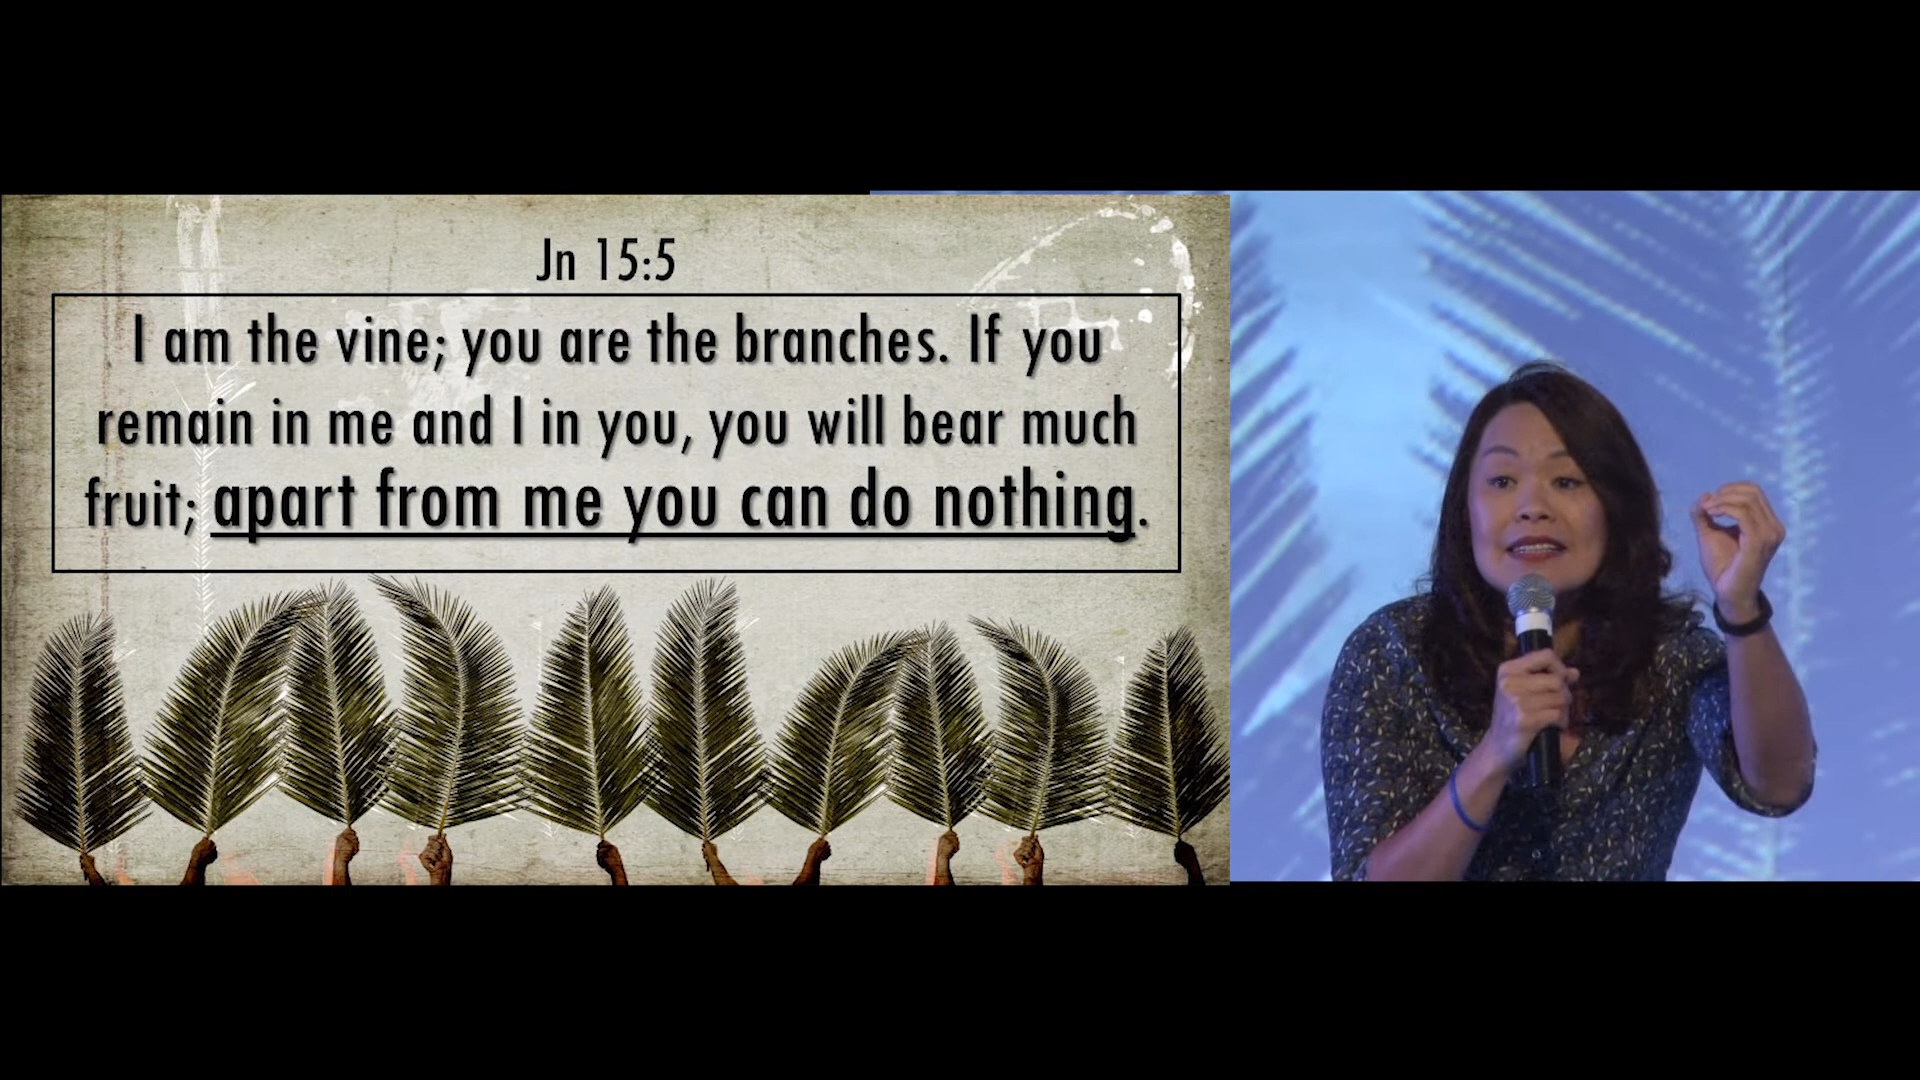 Jn 15:5
I am the vine; you are the branches. If you
remain in me and I in you, you will bear much
fruit; apart from me you can do nothing.